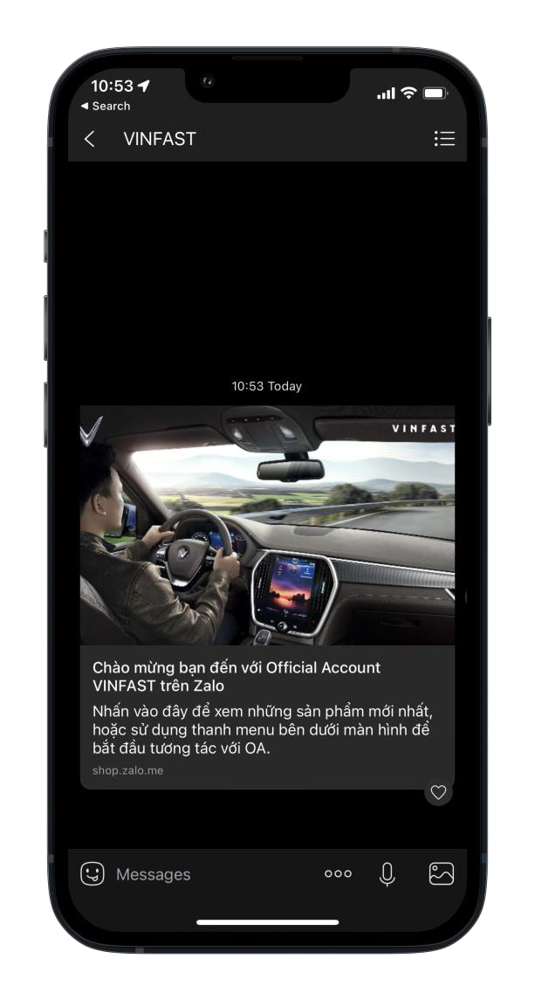 10:53
◀ Search
VINFAST
10:53 Today
VINFAST
Chào mừng bạn đến với Official Account
VINFAST trên Zalo
Nhấn vào đây để xem những sản phẩm mới nhất,
hoặc sử dụng thanh menu bên dưới màn hình để
bắt đầu tương tác với OA.
shop.zalo.me
Messages